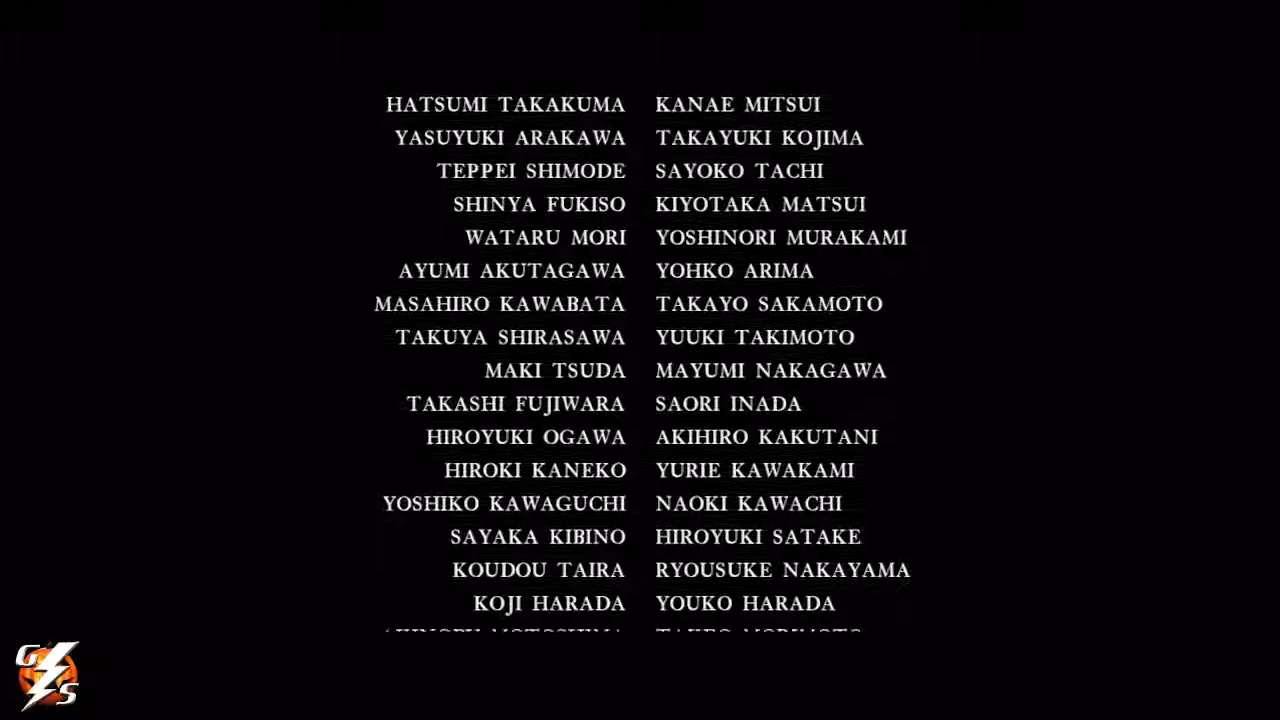 HATSUMI TAKAKUMA KANAE MITSUI
YASUYUKI ARAKAWA TAKAYUKI KOJIMA
TEPPEI SHIMODE SAYOKO TACHI
SHINYA FUKISO KIYOTAKA MATSUI
WATARU MORI YOSHINORI MURAKAMI
AYUMI AKUTAGAWA YOHKO ARIMA
MASAHIRO KAWABATA TAKAYO SAKAMOTO
TAKUYA SHIRASAWA YUUKI TAKIMOTO
MAKI TSUDA MAYUMI NAKAGAWA
TAKASHI FUJIWARA SAORI INADA
HIROYUKI OGAWA AKIHIRO KAKUTANI
HIROKI KANEKO YURIE KAWAKAMI
YOSHIKO KAWAGUCHI NAOKI KAWACHI
SAYAKA KIBINO HIROYUKI SATAKE
KOUDOU TAIRA RYOUSUKE NAKAYAMA
KOJI HARADA YOUKO HARADA
G S